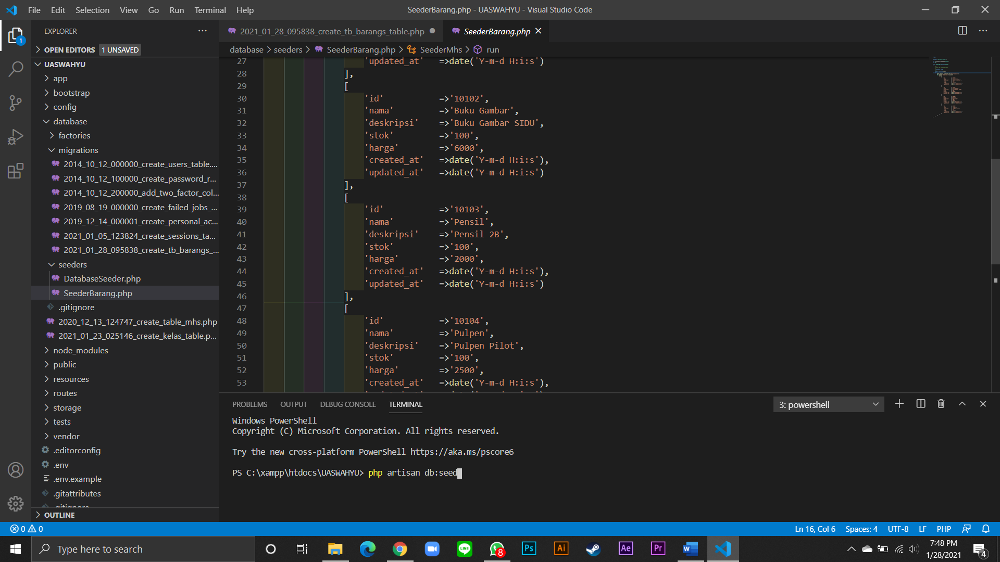 File Edit Selection View Go Run Terminal Help
SeederBarang.php - UASWAHYU - Visual Studio Code
EXPLORER
1
OPEN EDITORS 1 UNSAVED
UASWAHYU
app
bootstrap
config
database
factories
migrations
2014_10_12_000000_create_users_table....
2014_10_12_100000_create_password_r...
2014_10_12_200000_add_two_factor_col...
2019_08_19_000000_create_failed_jobs_...
2019_12_14_000001_create_personal_ac...
2021_01_05_123824_create_sessions_ta...
2021_01_28_095838_create_tb_barangs_...
seeders
DatabaseSeeder.php
SeederBarang.php
.gitignore
2020_12_13_124747_create_table_mhs.php
2021_01_23_025146_create_kelas_table.p...
node_modules
public
resources
routes
storage
tests
vendor
.editorconfig
.env
.env.example
.gitattributes
.gitignore
OUTLINE
2021_01_28_095838_create_tb_barangs_table.php
SeederBarang.php
database > seeders > SeederBarang.php > SeederMhs > run
27 'updated_at' =>date('Y-m-d H:i:s')
28 ],
29 [
30 'id' =>'10102',
31 'nama' =>'Buku Gambar',
32 'deskripsi' =>'Buku Gambar SIDU',
33 'stok' =>'100',
34 'harga' =>'6000',
35 'created_at' =>date('Y-m-d H:i:s'),
36 'updated_at' =>date('Y-m-d H:i:s')
37 ],
38 [
39 'id' =>'10103',
40 'nama' =>'Pensil',
41 'deskripsi' =>'Pensil 2B',
42 'stok' =>'100',
43 'harga' =>'2000',
44 'created_at' =>date('Y-m-d H:i:s'),
45 'updated_at' =>date('Y-m-d H:i:s')
46 ],
47 [
48 'id' =>'10104',
49 'nama' =>'Pulpen',
50 'deskripsi' =>'Pulpen Pilot',
51 'stok' =>'100',
52 'harga' =>'2500',
53 'created_at' =>date('Y-m-d H:i:s'),
PROBLEMS OUTPUT DEBUG CONSOLE TERMINAL
3: powershell
Windows PowerShell
Copyright (C) Microsoft Corporation. All rights reserved.
Try the new cross-platform PowerShell https://aka.ms/pscore6
PS C:\xampp\htdocs\UASWAHYU> php artisan db:seed
0 0
Ln 16, Col 6 Spaces: 4 UTF-8 LF PHP
Type here to search
LINE
8
Ps
Ai
Ae
Pr
W
7:48 PM
1/28/2021
4